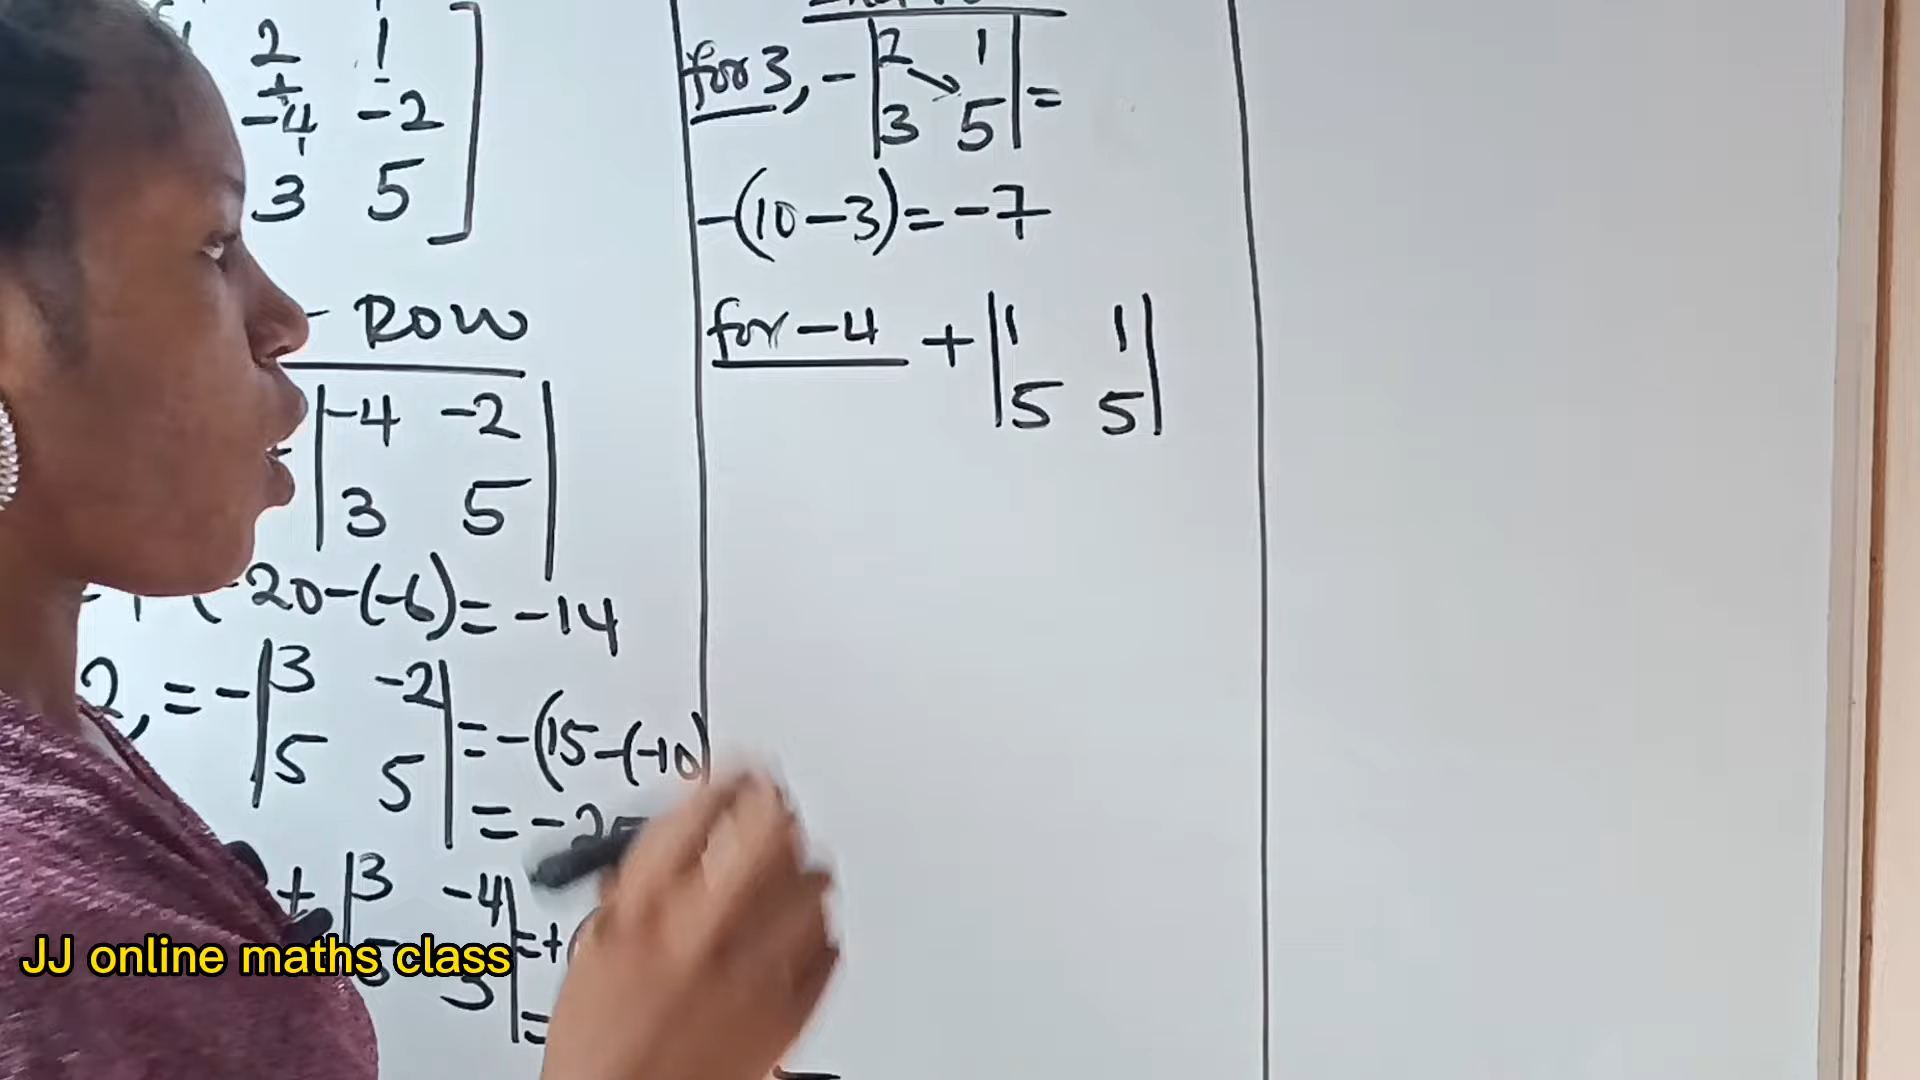 2 1
+ -
-4 -2
3 5 ]
- ROW
| -4 -2 |
| 3 5 |
20-(-6)= -14
2, = - | 3 -2 |
| 5 5 | = -(15-(-10)
= -25
+ | 3 -4 |
| 5 3 | =+
=
for 3, - | 2 1 |
| 3 5 | =
-(10-3)= -7
for -4 + | 1 1 |
| 5 5 |
JJ online maths class